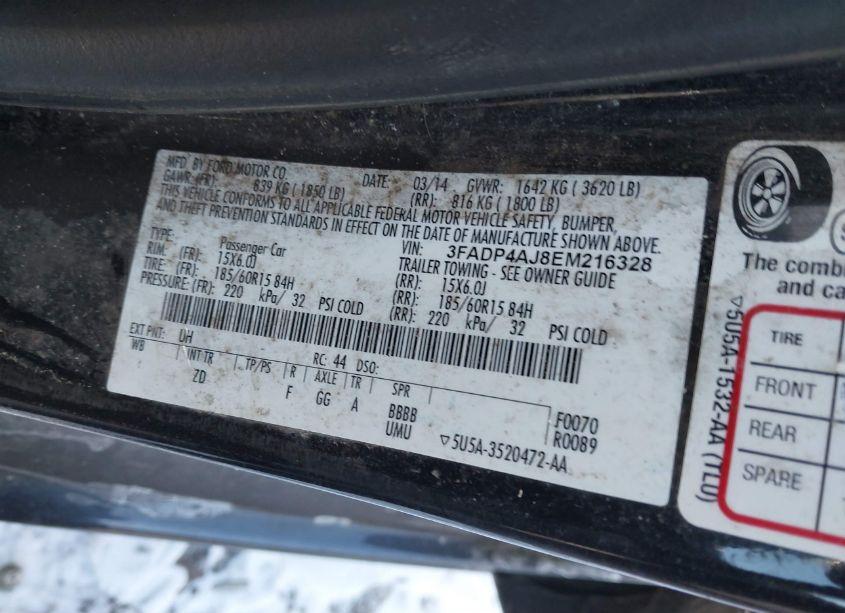 MFD. BY FORD MOTOR CO.
DATE: 03/14 GVWR: 1642 KG ( 3620 LB)
GAWR: (FR): 839 KG ( 1850 LB) (RR): 816 KG ( 1800 LB)
THIS VEHICLE CONFORMS TO ALL APPLICABLE FEDERAL MOTOR VEHICLE SAFETY, BUMPER,
AND THEFT PREVENTION STANDARDS IN EFFECT ON THE DATE OF MANUFACTURE SHOWN ABOVE.
VIN: 3FADP4AJ8EM216328
TYPE: Passenger Car TRAILER TOWING - SEE OWNER GUIDE
RIM: (FR) 15X6.0J (RR): 15X6.0J
TIRE: (FR) 185/60R15 84H (RR): 185/60R15 84H
PRESSURE: (FR): 220 kPa/ 32 PSI COLD (RR): 220 kPa/ 32 PSI COLD
EXT PNT: UH RC: 44 DSO:
WB INT TR TP/PS R AXLE TR SPR
ZD F GG A BBBB F0070
UMU R0089
▽5U5A-3520472-AA
The combin
and ca
▽5U5A-1532-AA (TL0)
TIRE
FRONT
REAR
SPARE